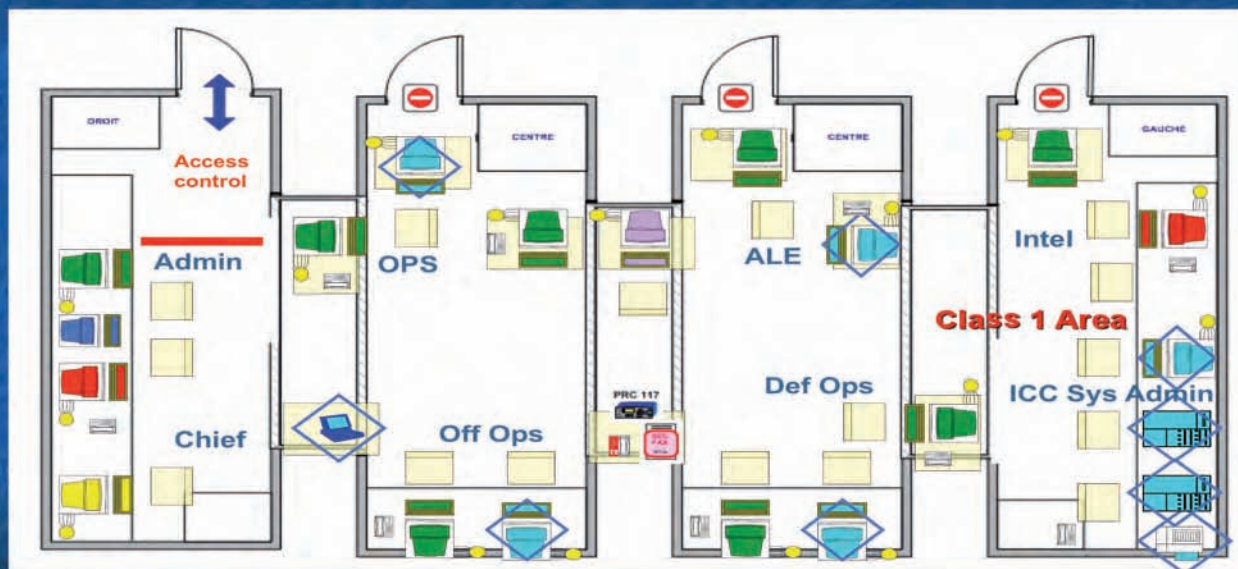 DROIT
Access
control
Admin
Chief
CENTRE
OPS
Off Ops
PRC 117
FAX
CENTRE
ALE
Def Ops
GAUCHE
Intel
Class 1 Area
ICC Sys Admin